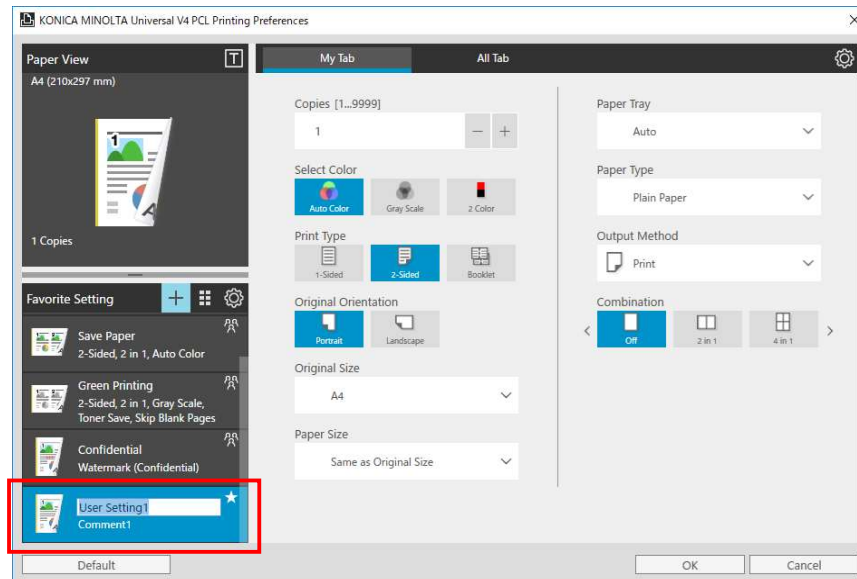 KONICA MINOLTA Universal V4 PCL Printing Preferences
Paper View
T
A4 (210x297 mm)
1
1 Copies
Favorite Setting
Save Paper
2-Sided, 2 in 1, Auto Color
Green Printing
2-Sided, 2 in 1, Gray Scale,
Toner Save, Skip Blank Pages
Confidential
Watermark (Confidential)
User Setting1
Comment1
Default
My Tab
All Tab
Copies [1...9999]
1
Select Color
Auto Color
Gray Scale
2 Color
Print Type
1-Sided
2-Sided
Booklet
Original Orientation
Portrait
Landscape
Original Size
A4
Paper Size
Same as Original Size
Paper Tray
Auto
Paper Type
Plain Paper
Output Method
Print
Combination
Off
2 in 1
4 in 1
OK
Cancel